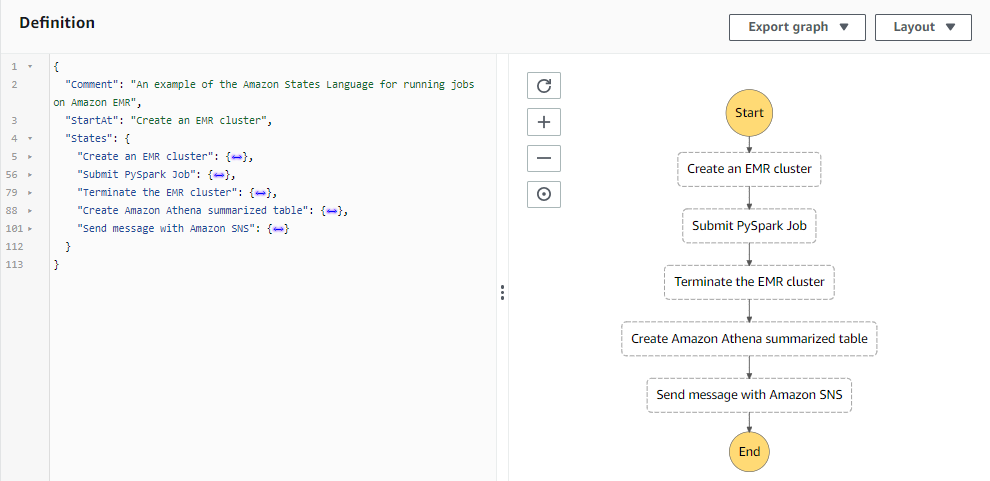 Definition
Export graph ▼
Layout ▼
1 {
2 "Comment": "An example of the Amazon States Language for running jobs
on Amazon EMR",
3 "StartAt": "Create an EMR cluster",
4 "States": {
5 "Create an EMR cluster": {↔},
56 "Submit PySpark Job": {↔},
79 "Terminate the EMR cluster": {↔},
88 "Create Amazon Athena summarized table": {↔},
101 "Send message with Amazon SNS": {↔}
112 }
113 }
Start
Create an EMR cluster
Submit PySpark Job
Terminate the EMR cluster
Create Amazon Athena summarized table
Send message with Amazon SNS
End